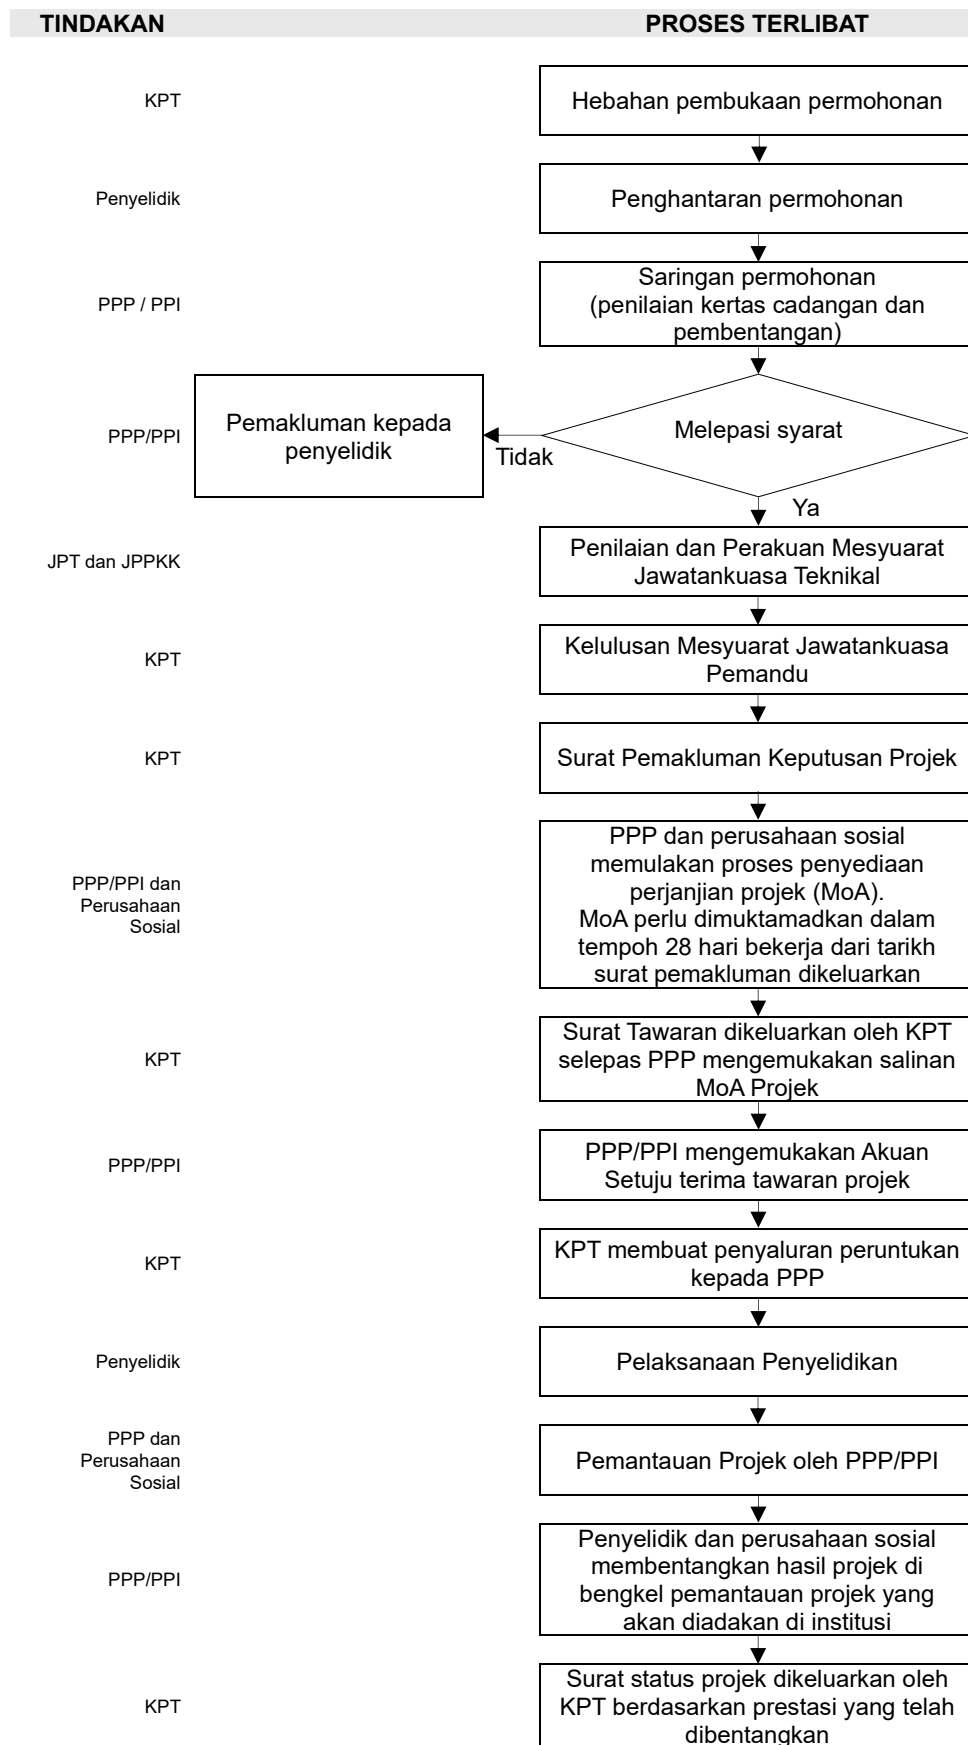 TINDAKAN PROSES TERLIBAT
KPT
Hebahan pembukaan permohonan
Penyelidik
Penghantaran permohonan
PPP / PPI
Saringan permohonan
(penilaian kertas cadangan dan
pembentangan)
PPP/PPI
Pemakluman kepada
penyelidik
Tidak
Melepasi syarat
Ya
JPT dan JPPKK
Penilaian dan Perakuan Mesyuarat
Jawatankuasa Teknikal
KPT
Kelulusan Mesyuarat Jawatankuasa
Pemandu
KPT
Surat Pemakluman Keputusan Projek
PPP/PPI dan
Perusahaan
Sosial
PPP dan perusahaan sosial
memulakan proses penyediaan
perjanjian projek (MoA).
MoA perlu dimuktamadkan dalam
tempoh 28 hari bekerja dari tarikh
surat pemakluman dikeluarkan
KPT
Surat Tawaran dikeluarkan oleh KPT
selepas PPP mengemukakan salinan
MoA Projek
PPP/PPI
PPP/PPI mengemukakan Akuan
Setuju terima tawaran projek
KPT
KPT membuat penyaluran peruntukan
kepada PPP
Penyelidik
Pelaksanaan Penyelidikan
PPP dan
Perusahaan
Sosial
Pemantauan Projek oleh PPP/PPI
PPP/PPI
Penyelidik dan perusahaan sosial
membentangkan hasil projek di
bengkel pemantauan projek yang
akan diadakan di institusi
KPT
Surat status projek dikeluarkan oleh
KPT berdasarkan prestasi yang telah
dibentangkan